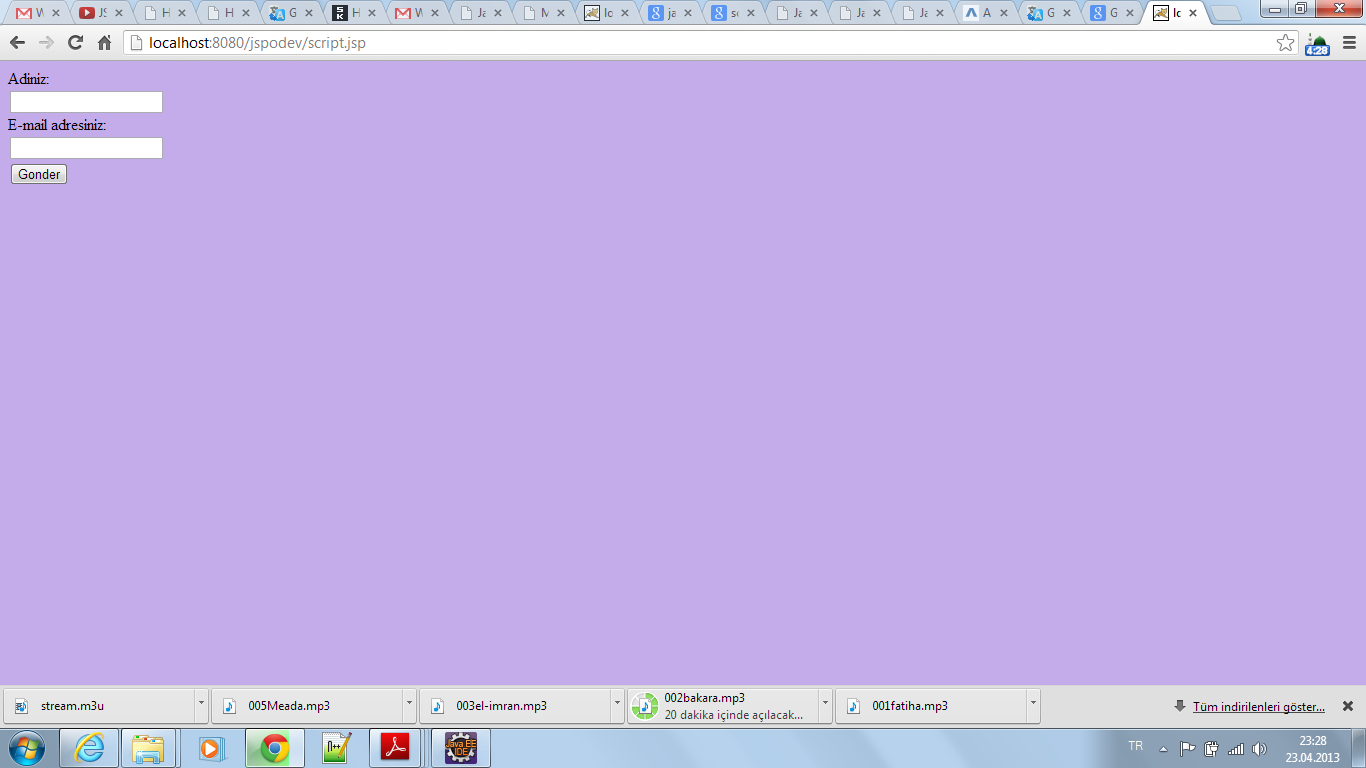 W
JS
H
H
G
H
W
Ja
M
lo
ja
so
Ja
Ja
Ja
A
G
G
lo
localhost:8080/jspodev/script.jsp
4:28
Adiniz:
E-mail adresiniz:
Gonder
stream.m3u
005Meada.mp3
003el-imran.mp3
002bakara.mp3
20 dakika içinde açılacak...
001fatiha.mp3
Tüm indirilenleri göster...
Java EE
IDE
TR
23:28
23.04.2013